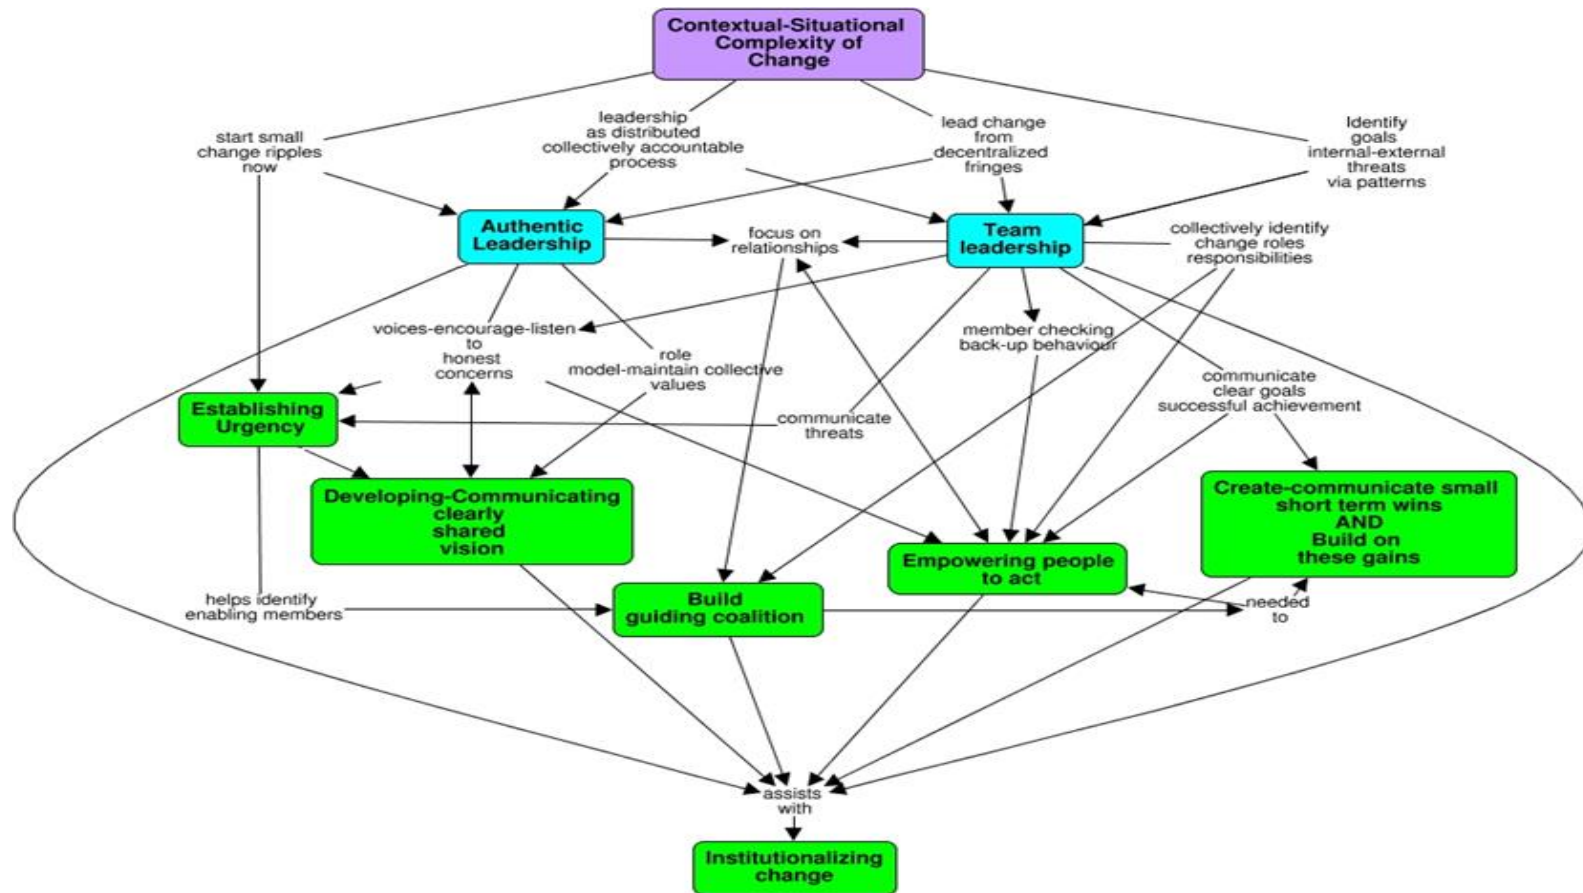 Contextual-Situational
Complexity of
Change
start small
change ripples
now
leadership
as distributed
collectively accountable
process
lead change
from
decentralized
fringes
Identify
goals
internal-external
threats
via patterns
Authentic
Leadership
focus on
relationships
Team
leadership
collectively identify
change roles
responsibilities
voices-encourage-listen
to
honest
concerns
role
model-maintain collective
values
member checking
back-up behaviour
communicate
clear goals
successful achievement
communicate
threats
Establishing
Urgency
Developing-Communicating
clearly
shared
vision
Create-communicate small
short term wins
AND
Build on
these gains
Empowering people
to act
helps identify
enabling members
Build
guiding coalition
needed
to
assists
with
Institutionalizing
change